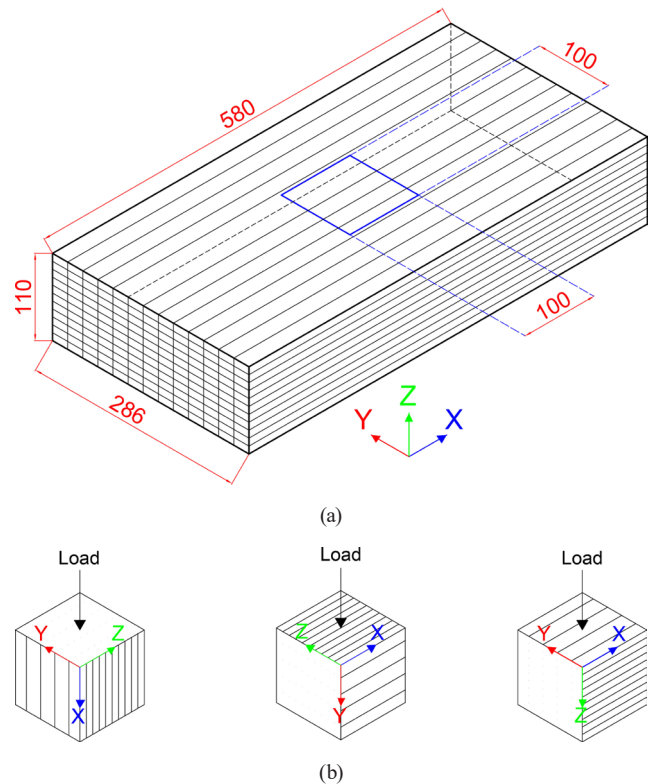 100
580
110
100
286
Z
Y X
(a)
Load Load Load
Y Z Z X Y X
X Y Z
(b)